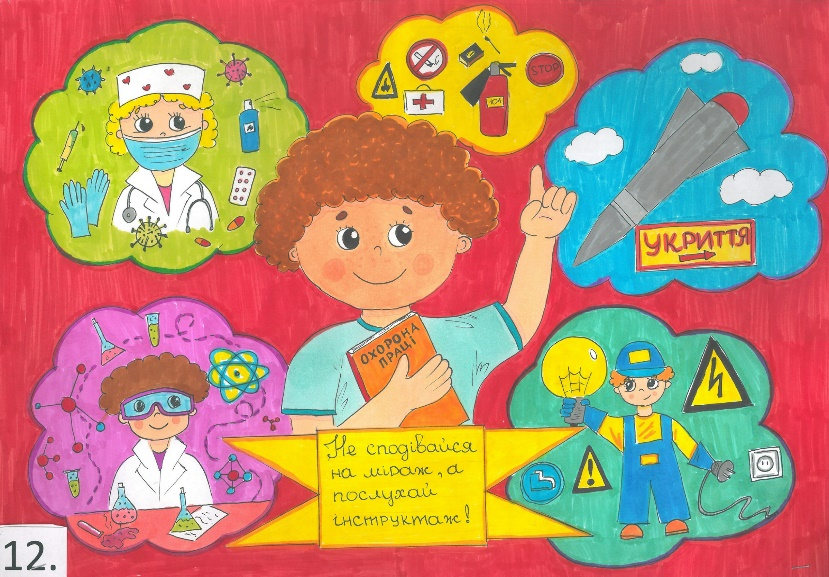 STOP
УКРИТТЯ
ОХОРОНА
ПРАЦІ
Не сподівайся
на міраж, а
послухай
інструктаж!
12.